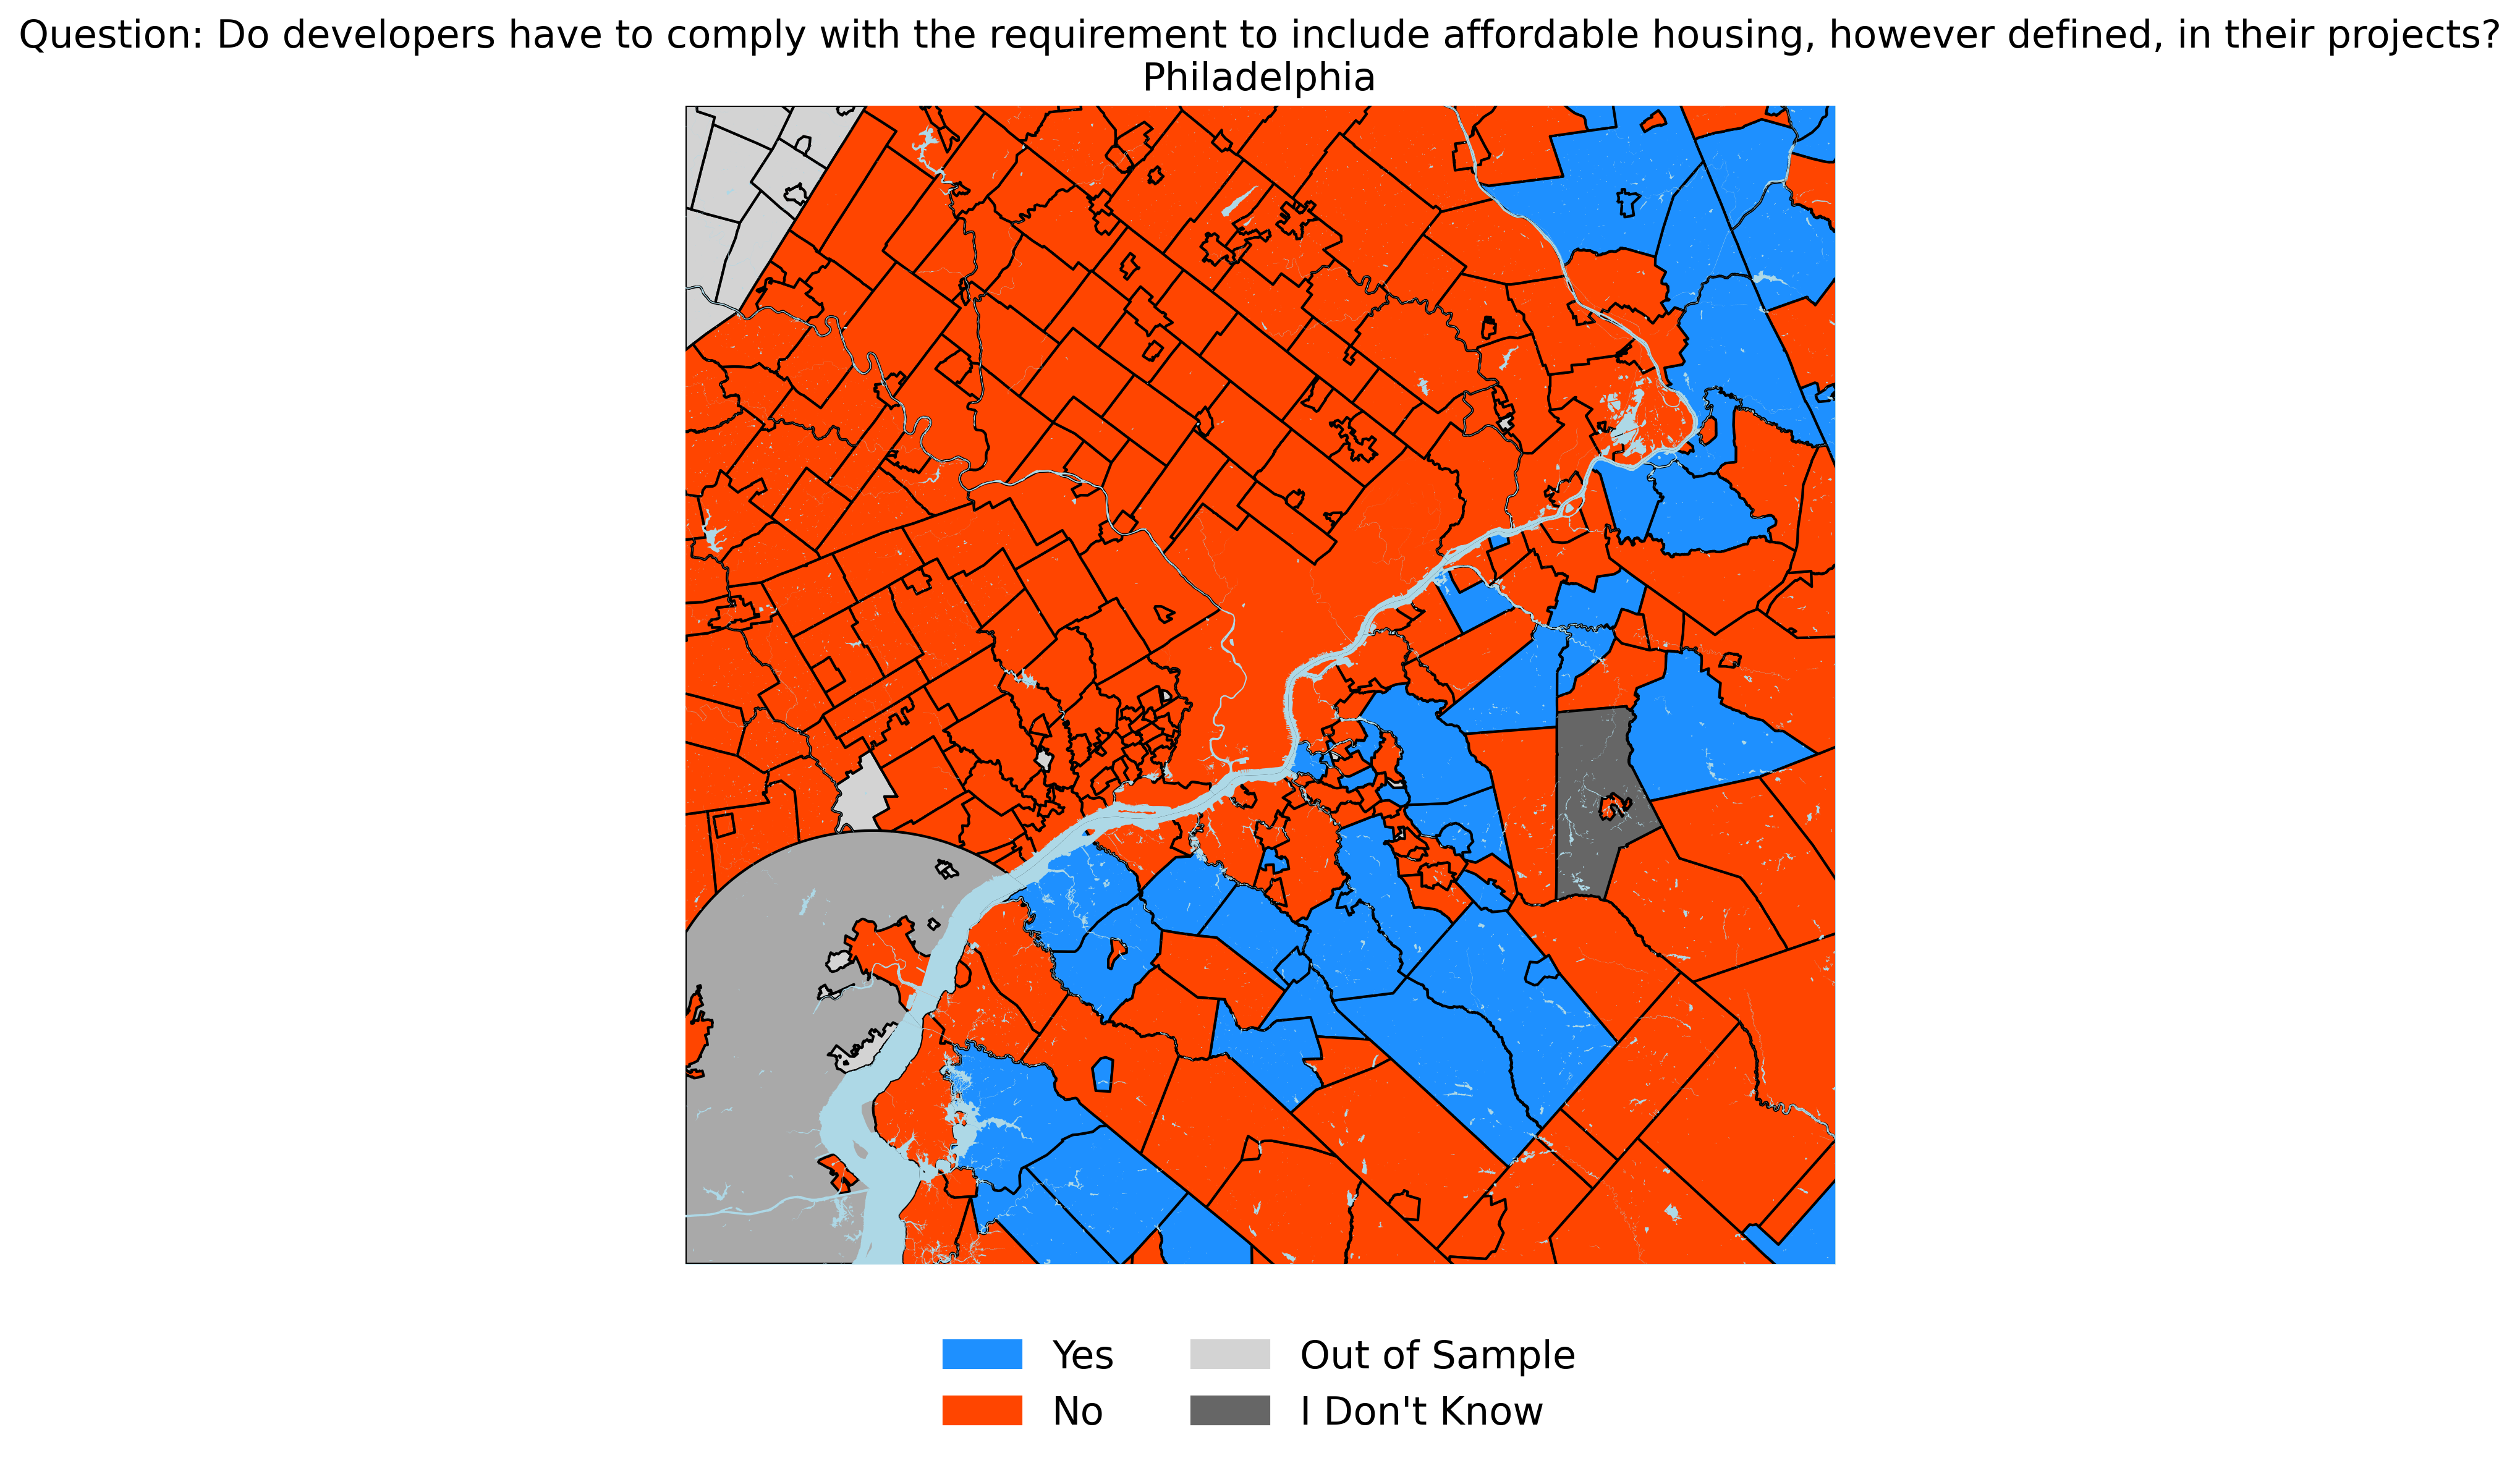 Question: Do developers have to comply with the requirement to include affordable housing, however defined, in their projects?
Philadelphia
Yes
Out of Sample
No
I Don't Know